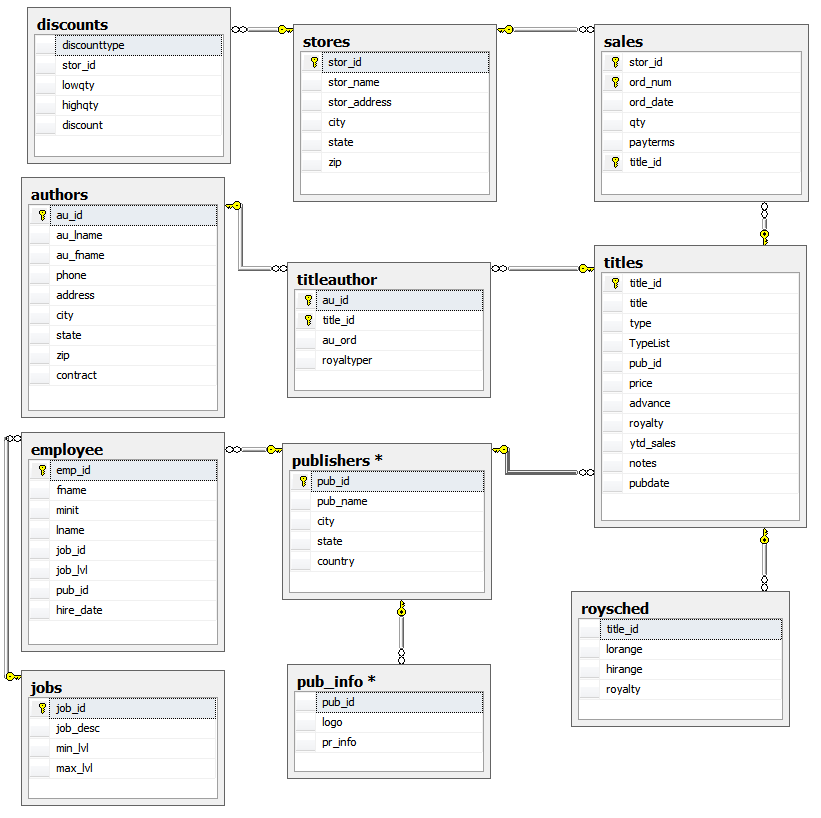 discounts
discounttype
stor_id
lowqty
highqty
discount
stores
stor_id
stor_name
stor_address
city
state
zip
sales
stor_id
ord_num
ord_date
qty
payterms
title_id
authors
au_id
au_lname
au_fname
phone
address
city
state
zip
contract
titleauthor
au_id
title_id
au_ord
royaltyper
titles
title_id
title
type
TypeList
pub_id
price
advance
royalty
ytd_sales
notes
pubdate
employee
emp_id
fname
minit
lname
job_id
job_lvl
pub_id
hire_date
publishers *
pub_id
pub_name
city
state
country
roysched
title_id
lorange
hirange
royalty
jobs
job_id
job_desc
min_lvl
max_lvl
pub_info *
pub_id
logo
pr_info